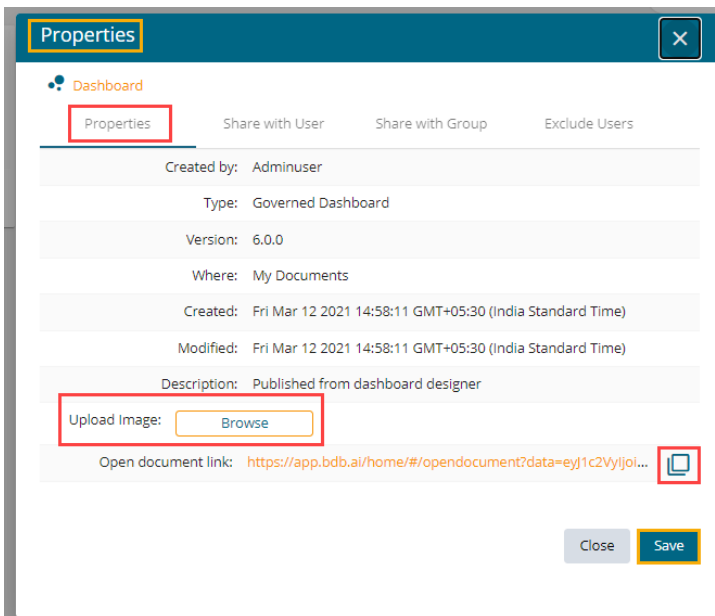 Properties
Dashboard
Properties Share with User Share with Group Exclude Users
Created by: Adminuser
Type: Governed Dashboard
Version: 6.0.0
Where: My Documents
Created: Fri Mar 12 2021 14:58:11 GMT+05:30 (India Standard Time)
Modified: Fri Mar 12 2021 14:58:11 GMT+05:30 (India Standard Time)
Description: Published from dashboard designer
Upload Image: Browse
Open document link: https://app.bdb.ai/home/#/opendocument?data=eyJ1c2VyIjoi...
Close Save